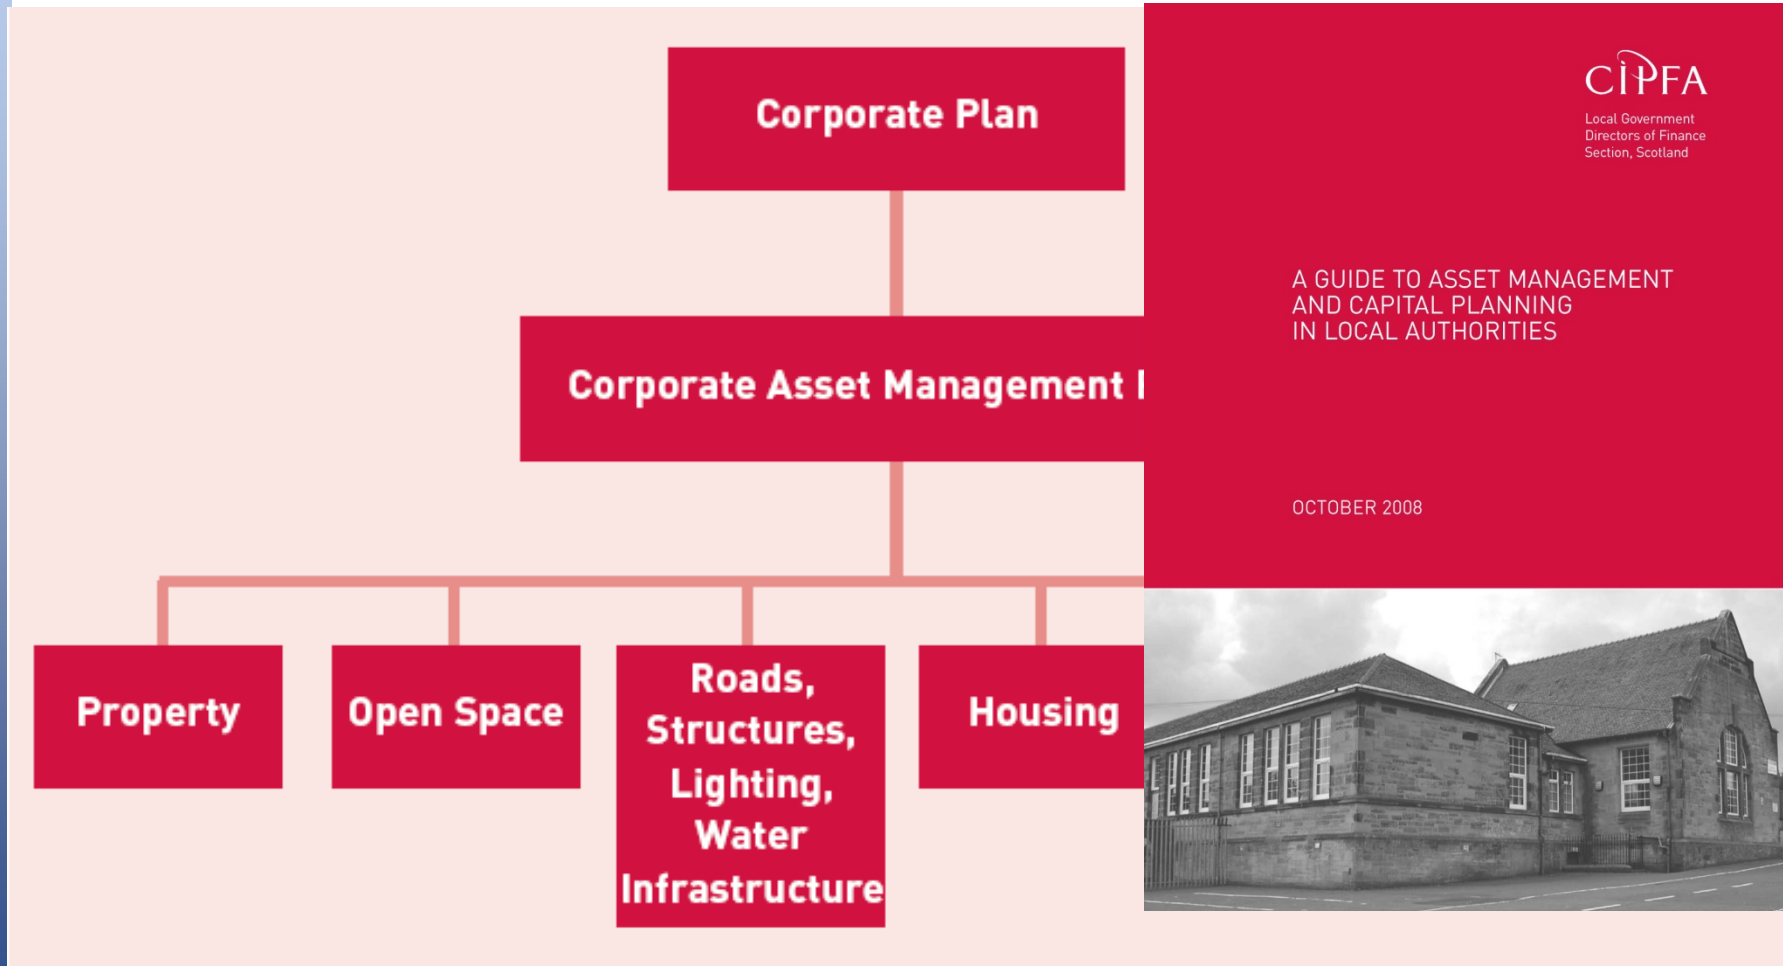 Corporate Plan
Corporate Asset Management
Property
Open Space
Roads,
Structures,
Lighting,
Water
Infrastructure
Housing
CIPFA
Local Government
Directors of Finance
Section, Scotland
A GUIDE TO ASSET MANAGEMENT
AND CAPITAL PLANNING
IN LOCAL AUTHORITIES
OCTOBER 2008